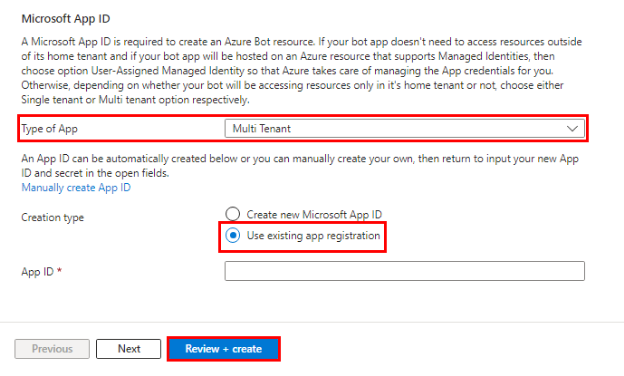 Microsoft App ID
A Microsoft App ID is required to create an Azure Bot resource. If your bot app doesn't need to access resources outside
of its home tenant and if your bot app will be hosted on an Azure resource that supports Managed Identities, then
choose option User-Assigned Managed Identity so that Azure takes care of managing the App credentials for you.
Otherwise, depending on whether your bot will be accessing resources only in it's home tenant or not, choose either
Single tenant or Multi tenant option respectively.
Type of App
Multi Tenant
An App ID can be automatically created below or you can manually create your own, then return to input your new App
ID and secret in the open fields.
Manually create App ID
Creation type
Create new Microsoft App ID
Use existing app registration
App ID *
Previous
Next
Review + create